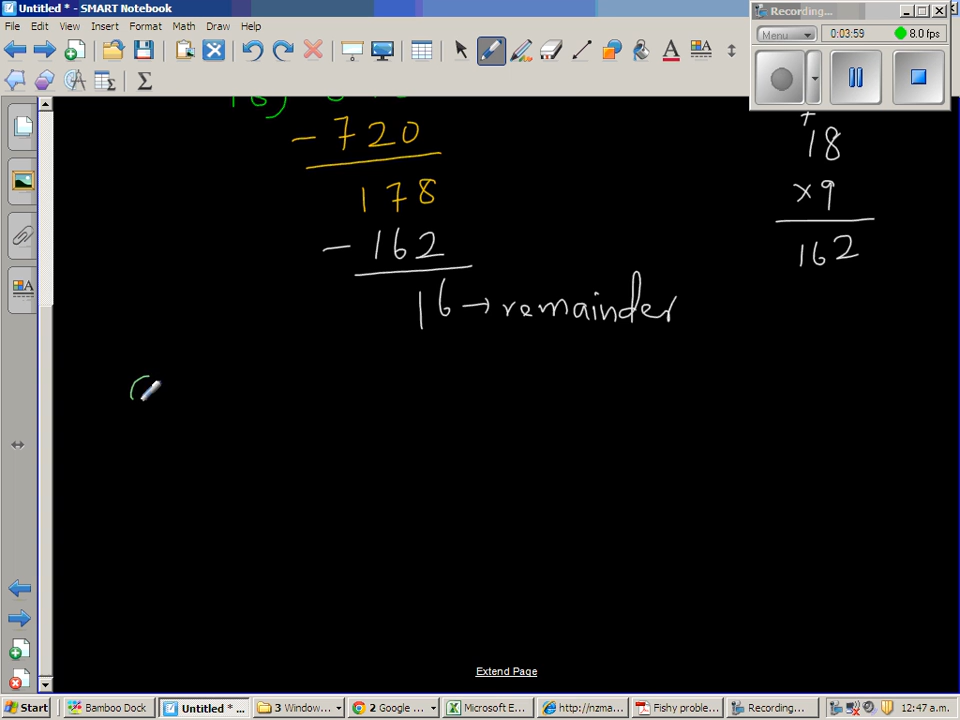 Untitled * - SMART Notebook
Recording...
File Edit View Insert Format Math Draw Help
Menu 0:03:59 8.0 fps
- 720
178
- 162
16 → remainder
18
×9
162
Extend Page
Start Bamboo Dock Untitled * ... 3 Window... 2 Google ... Microsoft E... http://nzma... Fishy proble... Recording... 12:47 a.m.